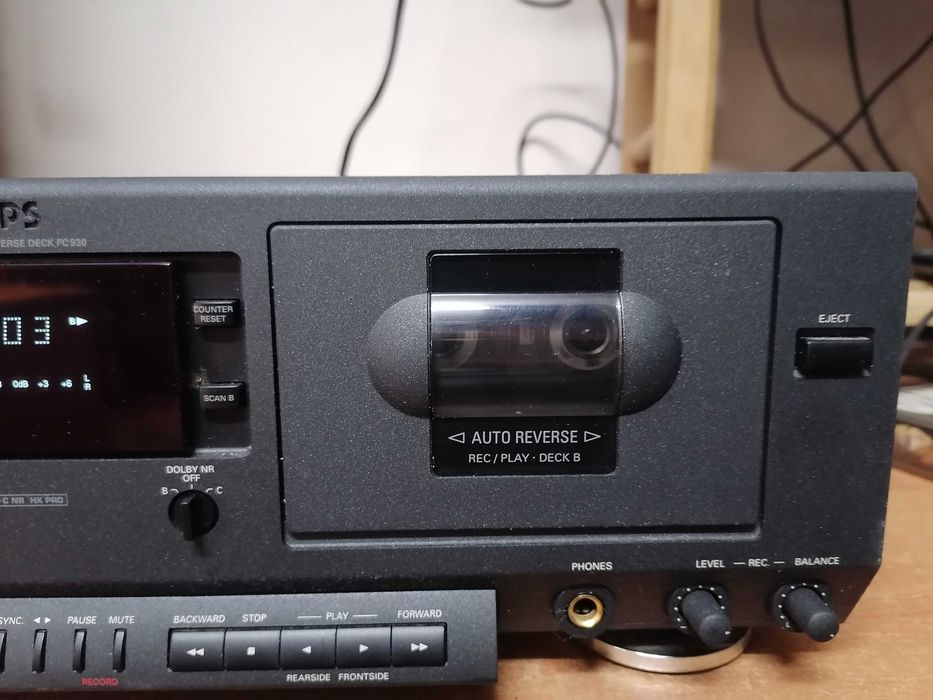 PS
ERSE DECK FC930
COUNTER
RESET
03 B
0dB +3 +6 L
R
SCAN B
EJECT
AUTO REVERSE
REC / PLAY · DECK B
DOLBY NR
OFF
B C
C NR HX PRO
PHONES
LEVEL — REC. — BALANCE
SYNC. PAUSE MUTE
RECORD
BACKWARD STOP — PLAY — FORWARD
REARSIDE FRONTSIDE